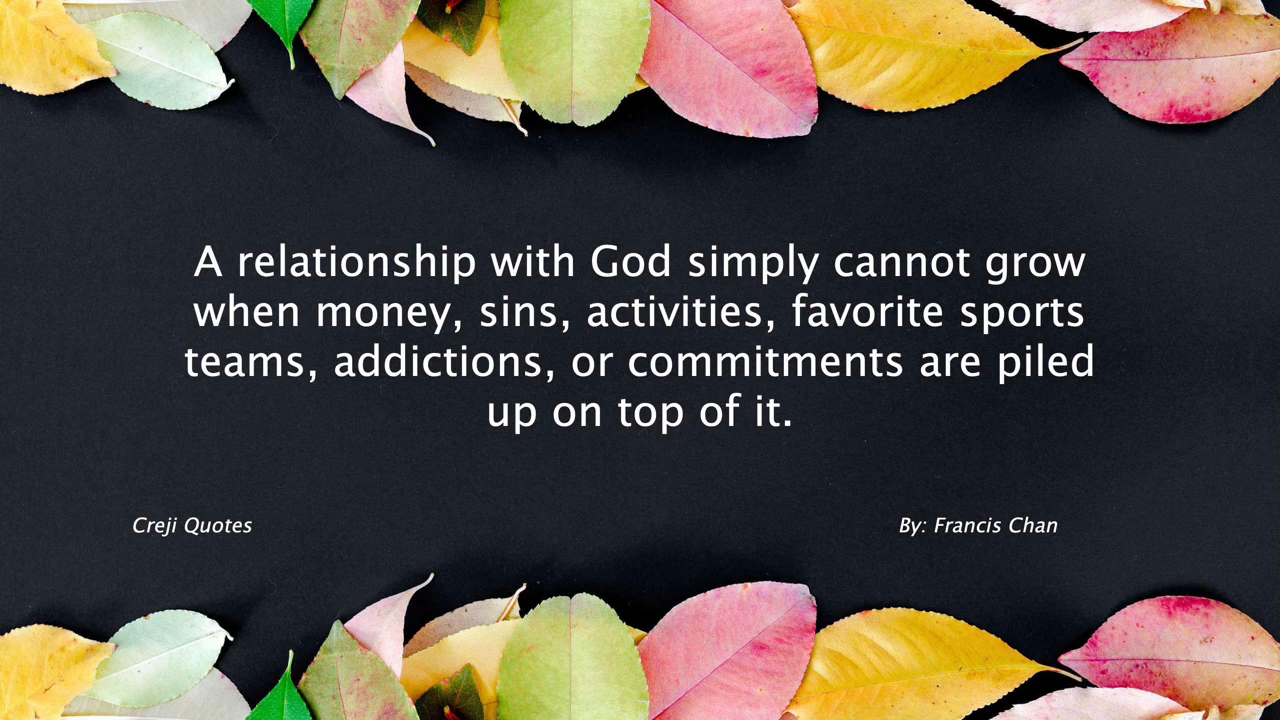 A relationship with God simply cannot grow
when money, sins, activities, favorite sports
teams, addictions, or commitments are piled
up on top of it.
Creji Quotes
By: Francis Chan